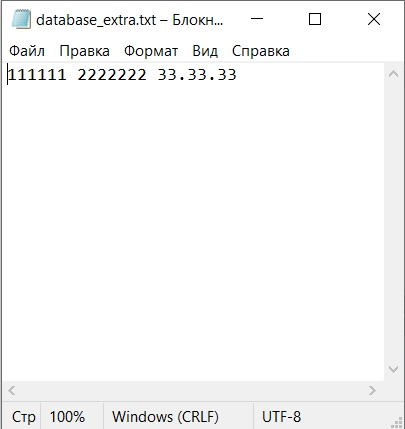 database_extra.txt – Блокн...
Файл Правка Формат Вид Справка
111111 2222222 33.33.33
Стр 100% Windows (CRLF) UTF-8